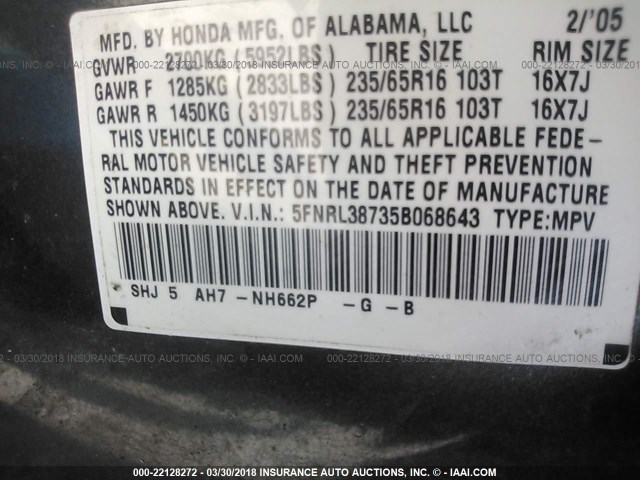 MFD. BY HONDA MFG. OF ALABAMA, LLC 2/'05
GVWR 2700KG (5952LBS) TIRE SIZE RIM SIZE
GAWR F 1285KG (2833LBS) 235/65R16 103T 16X7J
GAWR R 1450KG (3197LBS) 235/65R16 103T 16X7J
THIS VEHICLE CONFORMS TO ALL APPLICABLE FEDE-
RAL MOTOR VEHICLE SAFETY AND THEFT PREVENTION
STANDARDS IN EFFECT ON THE DATE OF MANUFACTURE
SHOWN ABOVE. V.I.N.: 5FNRL38735B068643 TYPE:MPV
SHJ 5 AH7 -NH662P -G -B
000-22128272 - 03/30/2018 INSURANCE AUTO AUCTIONS, INC. - © IAAI.COM